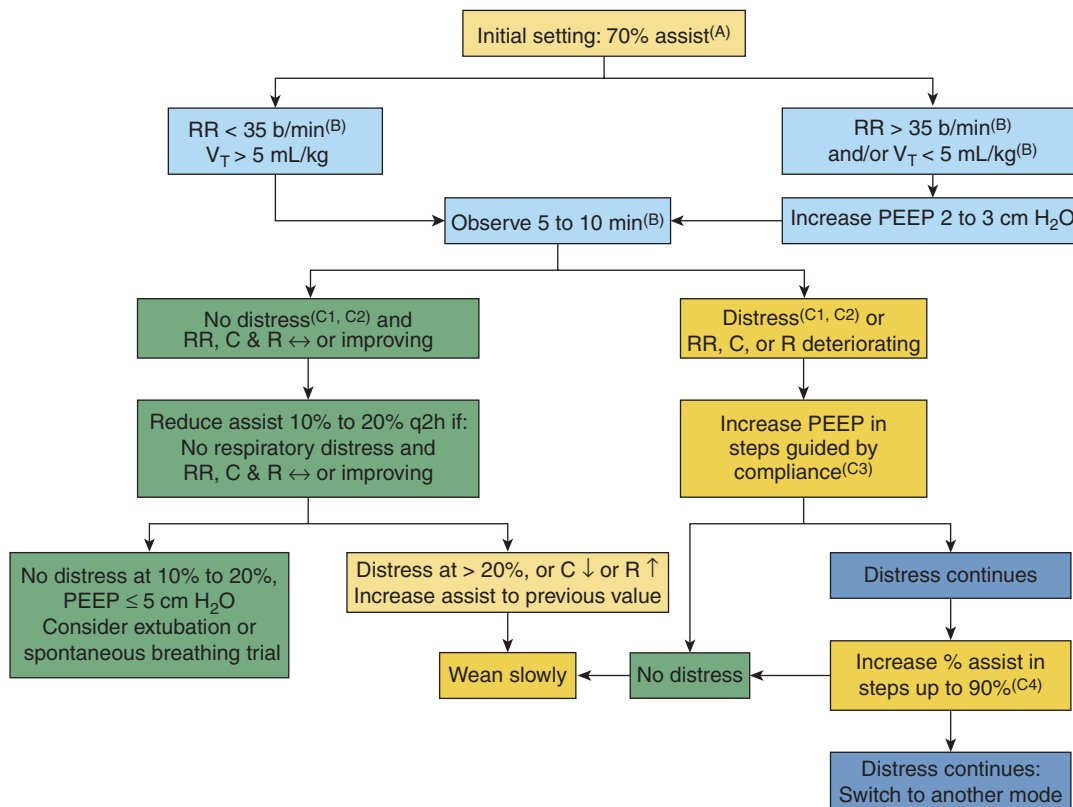 Initial setting: 70% assist(A)
RR < 35 b/min(B)
VT > 5 mL/kg
RR > 35 b/min(B)
and/or VT < 5 mL/kg(B)
Observe 5 to 10 min(B)
Increase PEEP 2 to 3 cm H2O
No distress(C1, C2) and
RR, C & R ↔ or improving
Distress(C1, C2) or
RR, C, or R deteriorating
Reduce assist 10% to 20% q2h if:
No respiratory distress and
RR, C & R ↔ or improving
Increase PEEP in
steps guided by
compliance(C3)
No distress at 10% to 20%,
PEEP ≤ 5 cm H2O
Consider extubation or
spontaneous breathing trial
Distress at > 20%, or C ↓ or R ↑
Increase assist to previous value
Distress continues
Wean slowly
No distress
Increase % assist in
steps up to 90%(C4)
Distress continues:
Switch to another mode